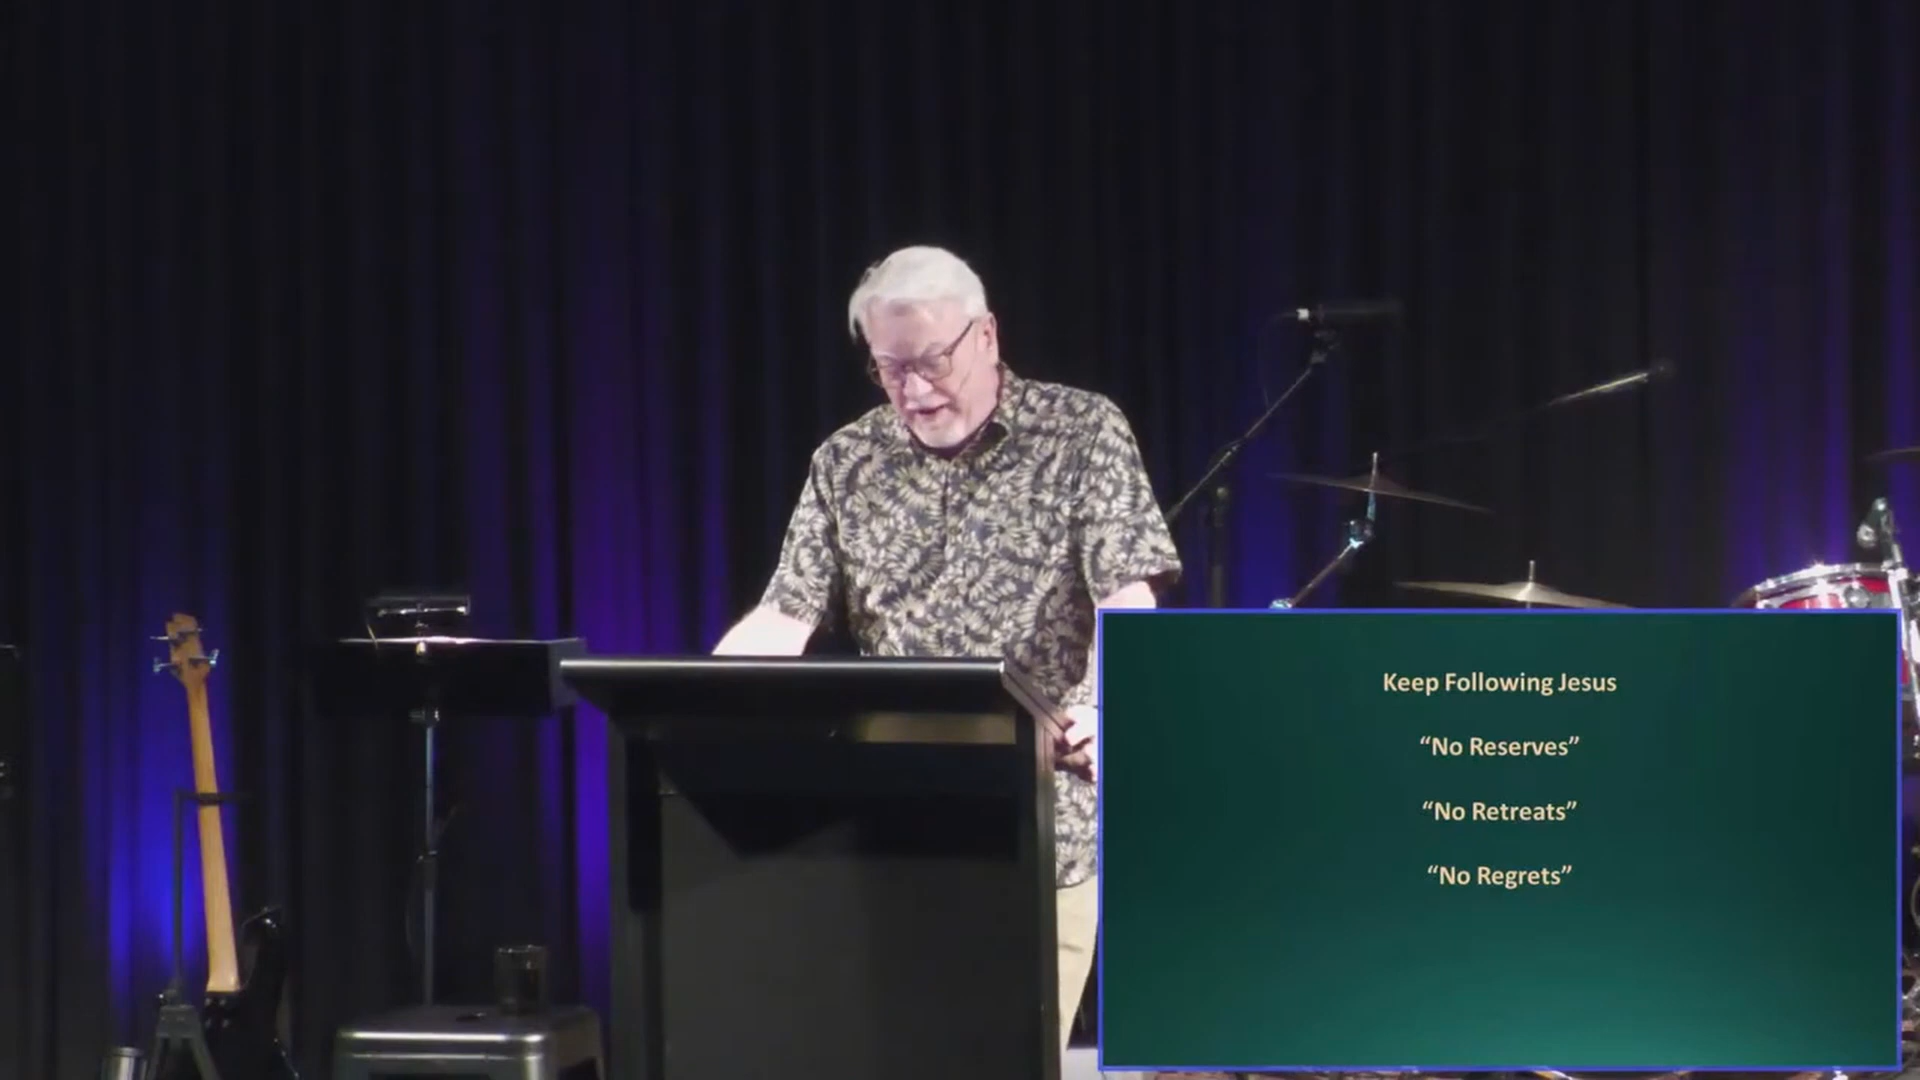 Keep Following Jesus
“No Reserves”
“No Retreats”
“No Regrets”